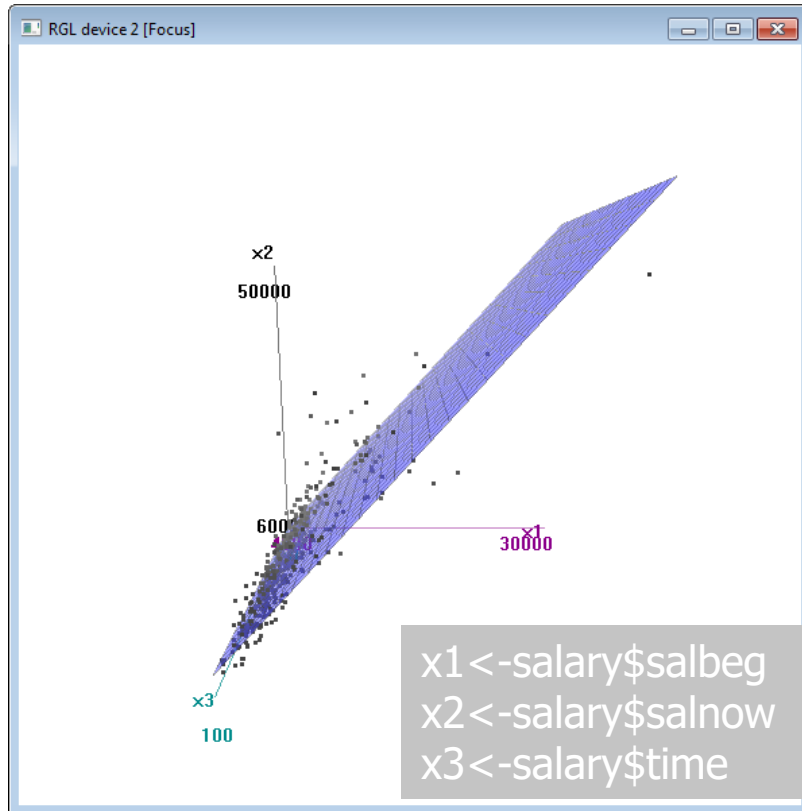 RGL device 2 [Focus]
x2
50000
6000
x1
30000
x3
100
x1<-salary$salbeg
x2<-salary$salnow
x3<-salary$time